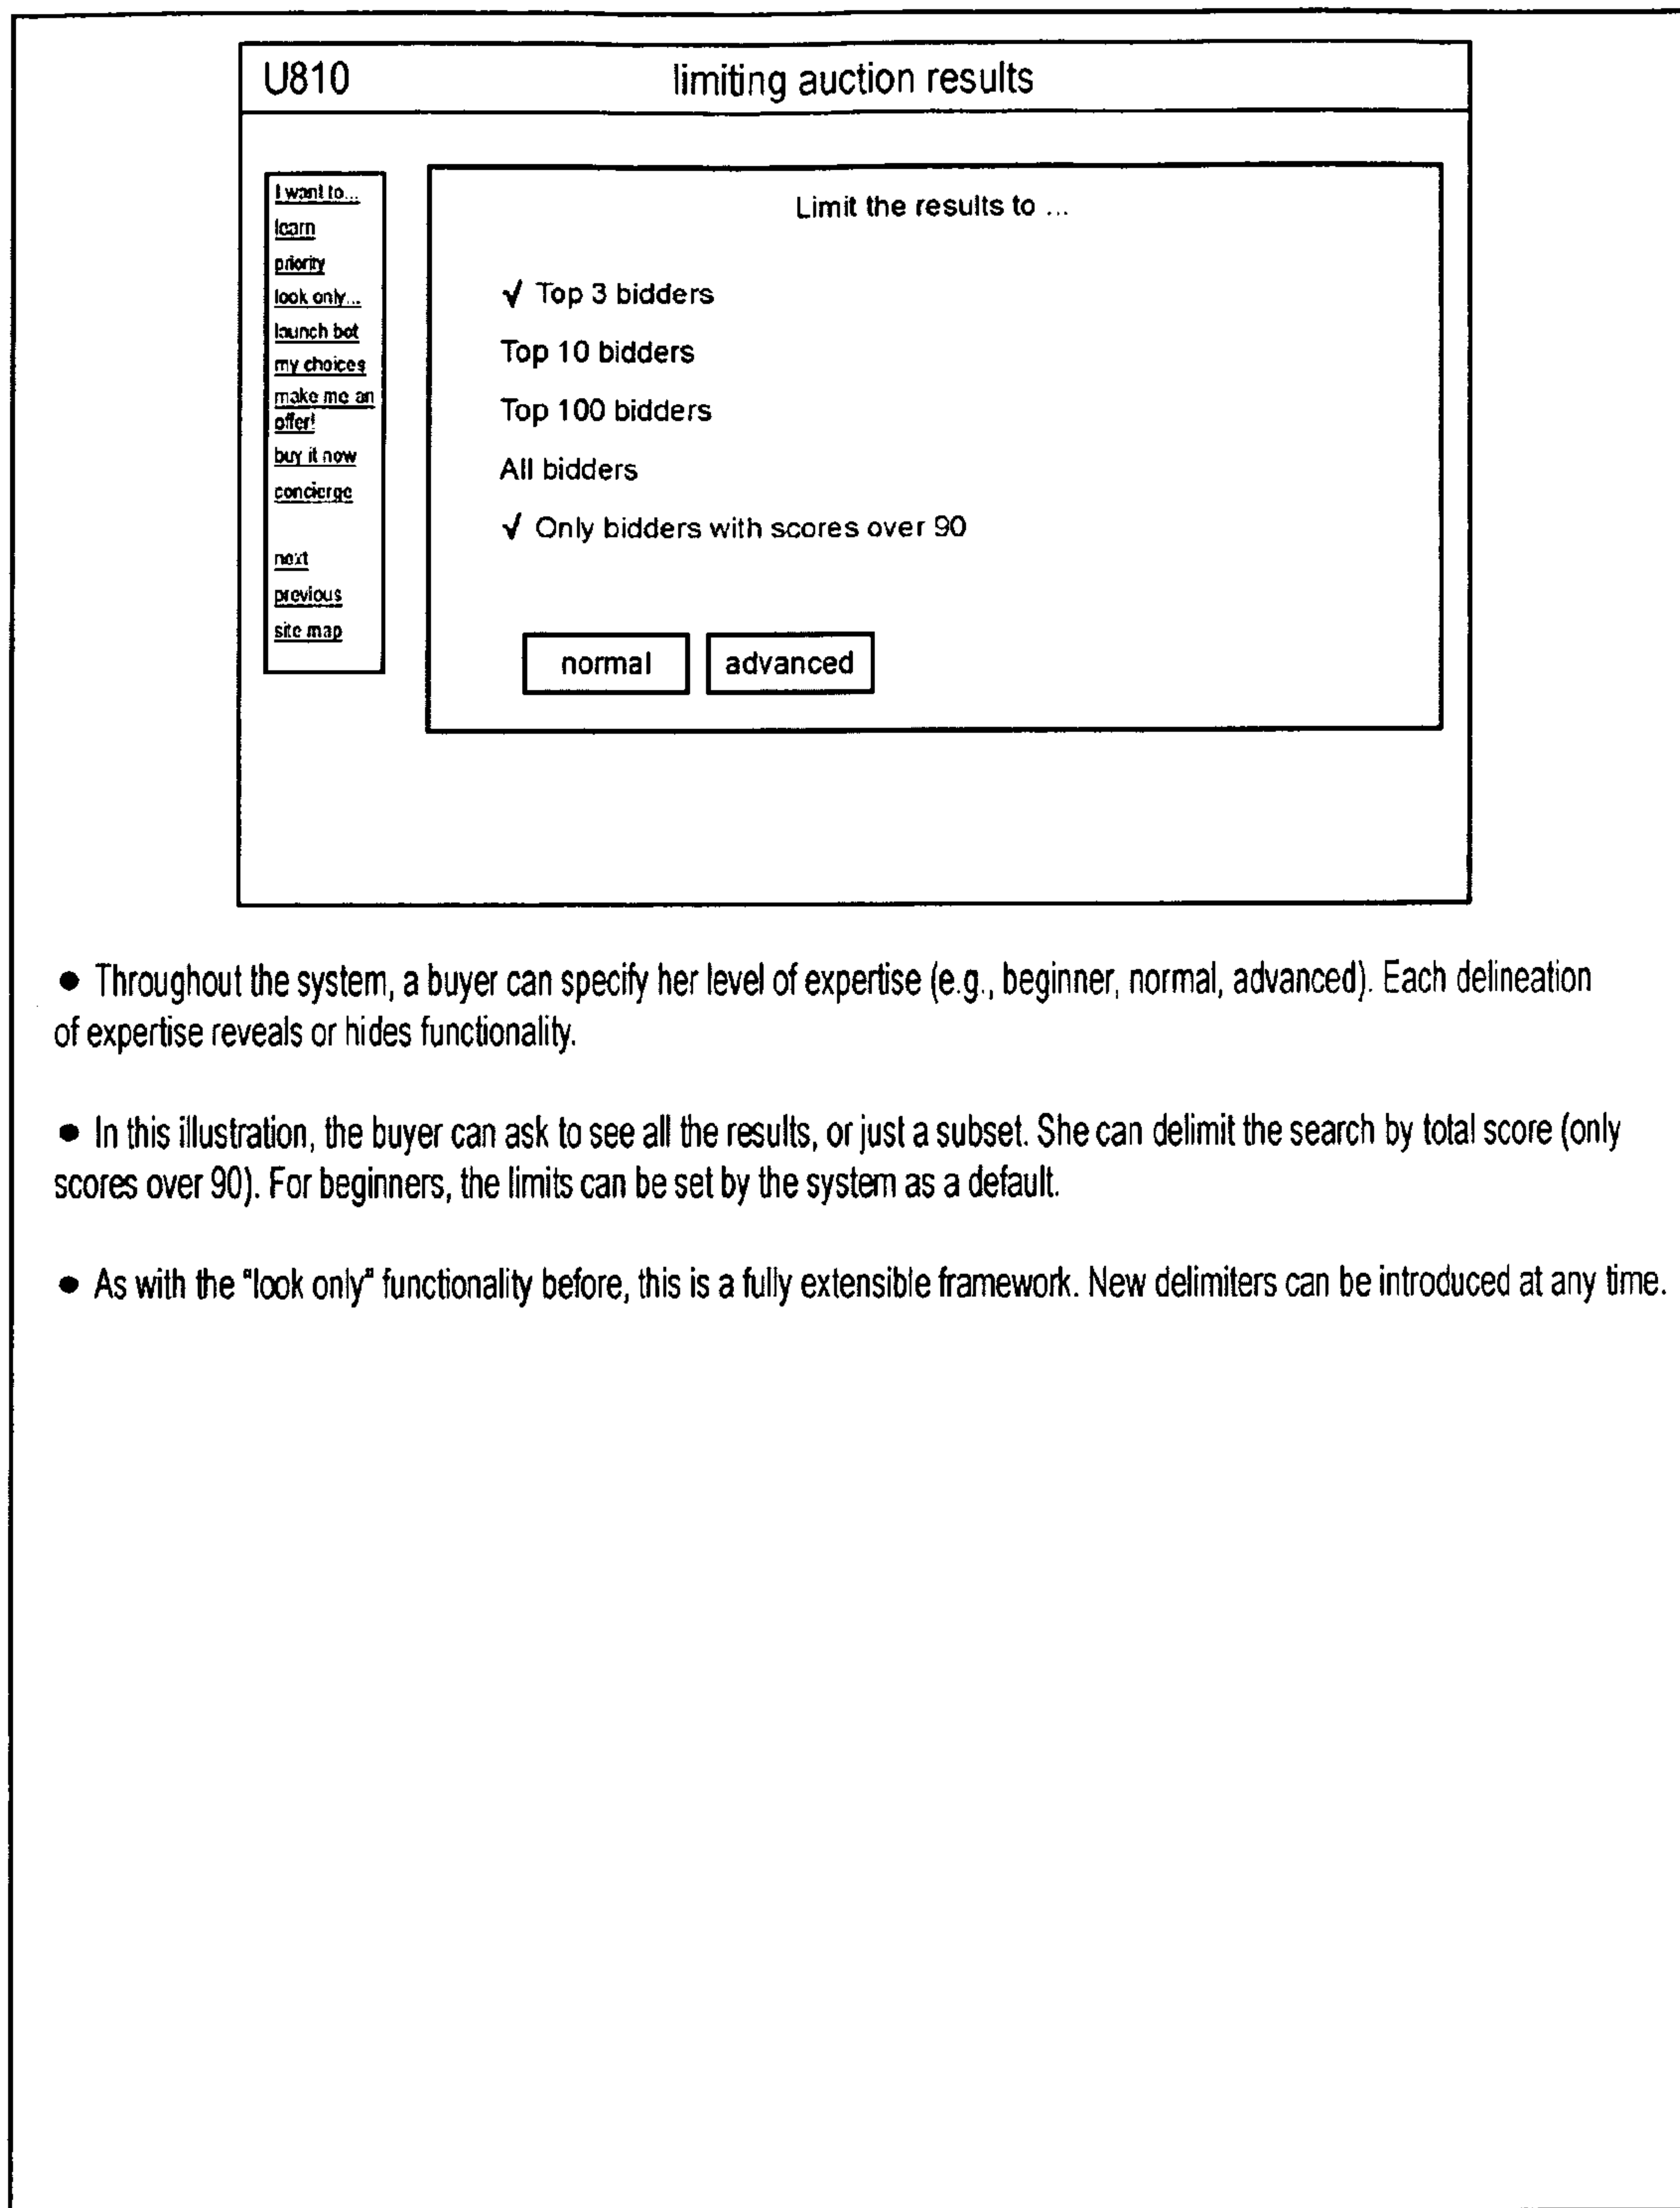 U810 limiting auction results
I want to...
learn
priority
look only...
launch bot
my choices
make me an
offer!
buy it now
concierge
next
previous
site map
Limit the results to ...
√ Top 3 bidders
Top 10 bidders
Top 100 bidders
All bidders
√ Only bidders with scores over 90
normal advanced
● Throughout the system, a buyer can specify her level of expertise (e.g., beginner, normal, advanced). Each delineation
of expertise reveals or hides functionality.
● In this illustration, the buyer can ask to see all the results, or just a subset. She can delimit the search by total score (only
scores over 90). For beginners, the limits can be set by the system as a default.
● As with the "look only" functionality before, this is a fully extensible framework. New delimiters can be introduced at any time.